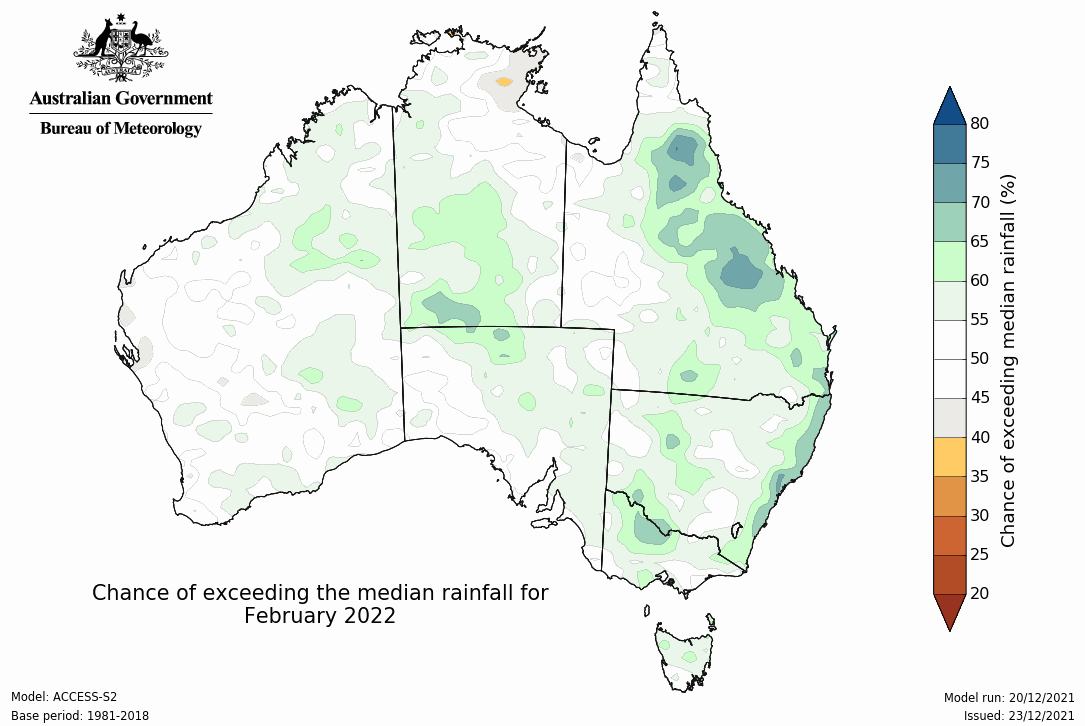 AUSTRALIA
Australian Government
Bureau of Meteorology
80
75
70
65
60
55
50
45
40
35
30
25
20
Chance of exceeding median rainfall (%)
Chance of exceeding the median rainfall for
February 2022
Model: ACCESS-S2
Base period: 1981-2018
Model run: 20/12/2021
Issued: 23/12/2021